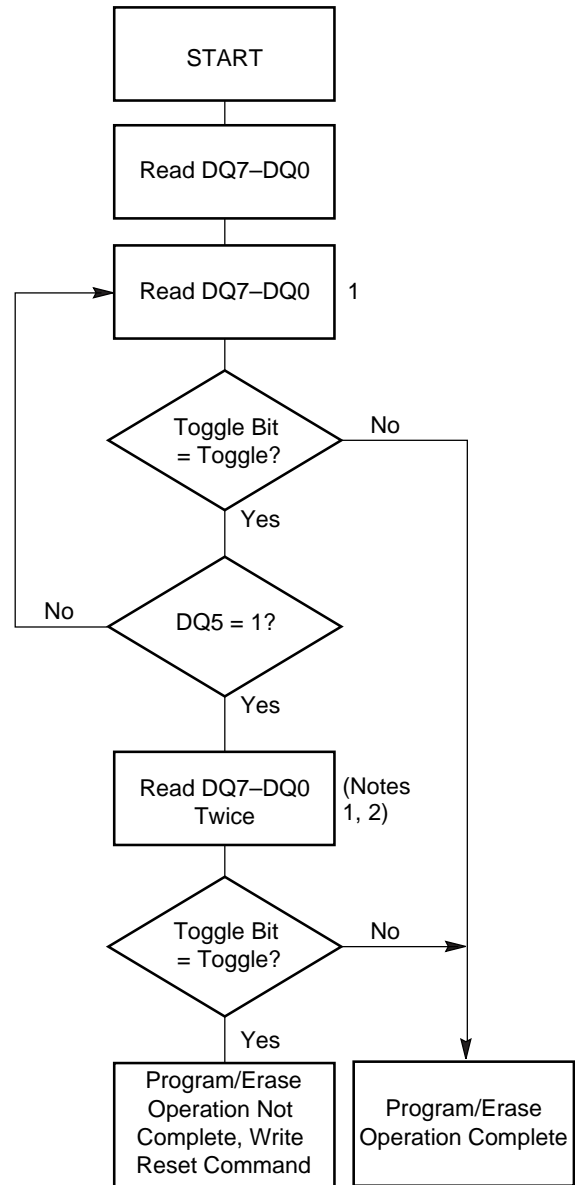 START
Read DQ7–DQ0
Read DQ7–DQ0
1
Toggle Bit
= Toggle?
No
Yes
No
DQ5 = 1?
Yes
Read DQ7–DQ0
Twice
(Notes
1, 2)
Toggle Bit
= Toggle?
No
Yes
Program/Erase
Operation Not
Complete, Write
Reset Command
Program/Erase
Operation Complete